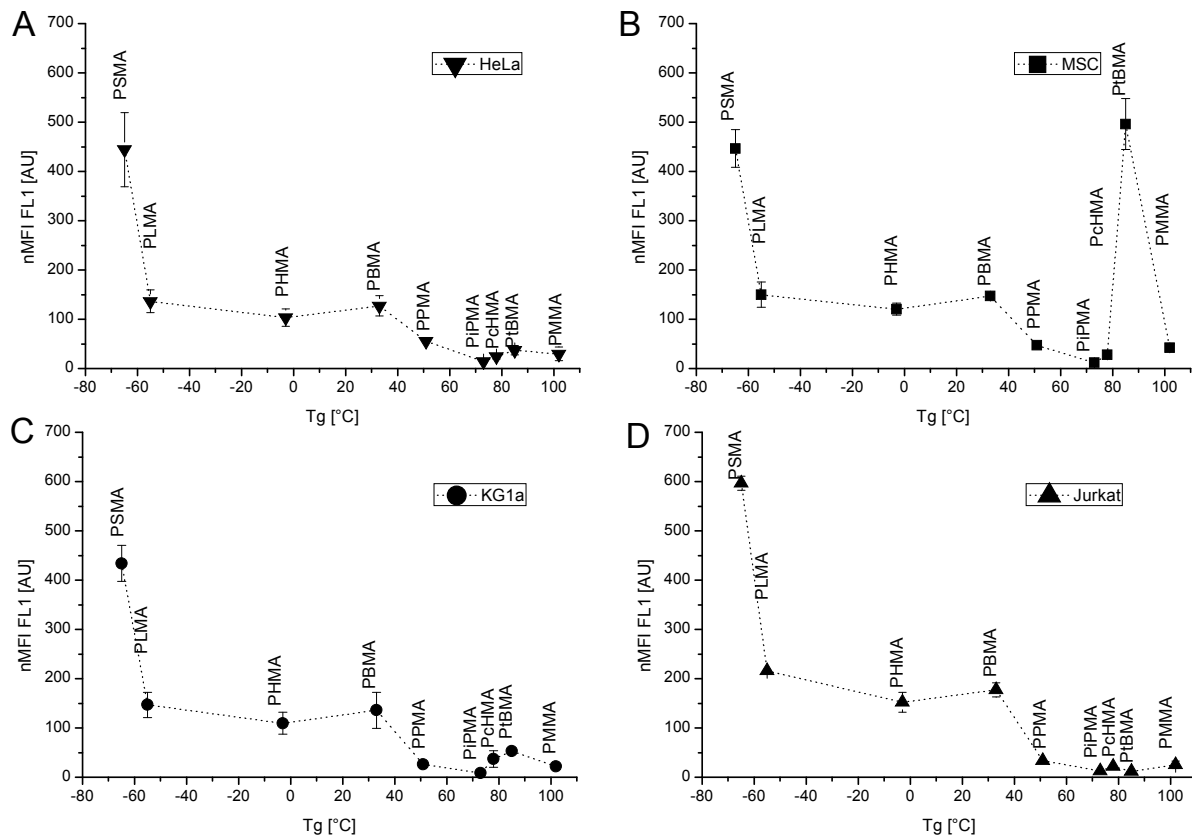 A
700
600
500
400
300
200
100
0
nMFI FL1 [AU]
HeLa
PSMA
PLMA
PHMA
PBMA
PPMA
PiPMA
PcHMA
PtBMA
PMMA
-80 -60 -40 -20 0 20 40 60 80 100
Tg [°C]
B
700
600
500
400
300
200
100
0
nMFI FL1 [AU]
MSC
PSMA
PLMA
PHMA
PBMA
PPMA
PiPMA
PcHMA
PtBMA
PMMA
-80 -60 -40 -20 0 20 40 60 80 100
Tg [°C]
C
700
600
500
400
300
200
100
0
nMFI FL1 [AU]
KG1a
PSMA
PLMA
PHMA
PBMA
PPMA
PiPMA
PcHMA
PtBMA
PMMA
-80 -60 -40 -20 0 20 40 60 80 100
Tg [°C]
D
700
600
500
400
300
200
100
0
nMFI FL1 [AU]
Jurkat
PSMA
PLMA
PHMA
PBMA
PPMA
PiPMA
PcHMA
PtBMA
PMMA
-80 -60 -40 -20 0 20 40 60 80 100
Tg [°C]